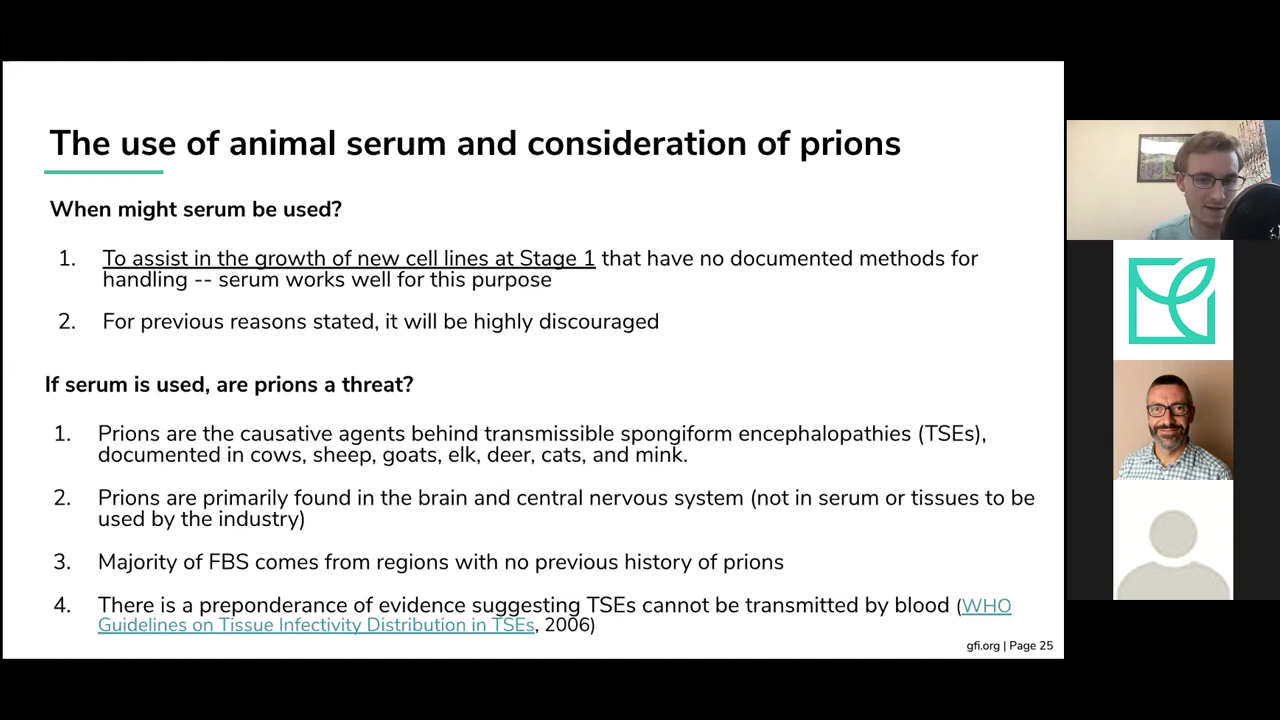 The use of animal serum and consideration of prions
When might serum be used?
1. To assist in the growth of new cell lines at Stage 1 that have no documented methods for
handling -- serum works well for this purpose
2. For previous reasons stated, it will be highly discouraged
If serum is used, are prions a threat?
1. Prions are the causative agents behind transmissible spongiform encephalopathies (TSEs),
documented in cows, sheep, goats, elk, deer, cats, and mink.
2. Prions are primarily found in the brain and central nervous system (not in serum or tissues to be
used by the industry)
3. Majority of FBS comes from regions with no previous history of prions
4. There is a preponderance of evidence suggesting TSEs cannot be transmitted by blood (WHO
Guidelines on Tissue Infectivity Distribution in TSEs, 2006)
gfi.org | Page 25